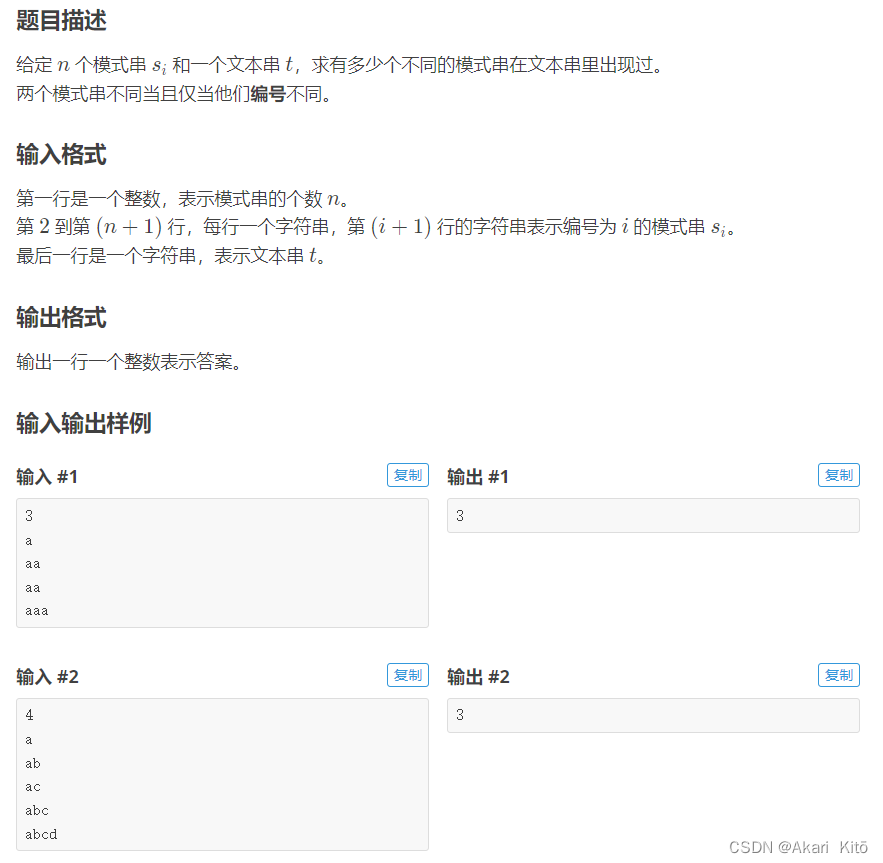 题目描述
给定 n 个模式串 s_i 和一个文本串 t，求有多少个不同的模式串在文本串里出现过。
两个模式串不同当且仅当他们编号不同。
输入格式
第一行是一个整数，表示模式串的个数 n。
第 2 到第 (n + 1) 行，每行一个字符串，第 (i + 1) 行的字符串表示编号为 i 的模式串 s_i。
最后一行是一个字符串，表示文本串 t。
输出格式
输出一行一个整数表示答案。
输入输出样例
输入 #1
复制
3
a
aa
aa
aaa
输出 #1
复制
3
输入 #2
复制
4
a
ab
ac
abc
abcd
输出 #2
复制
3
CSDN @Akari_Kitō